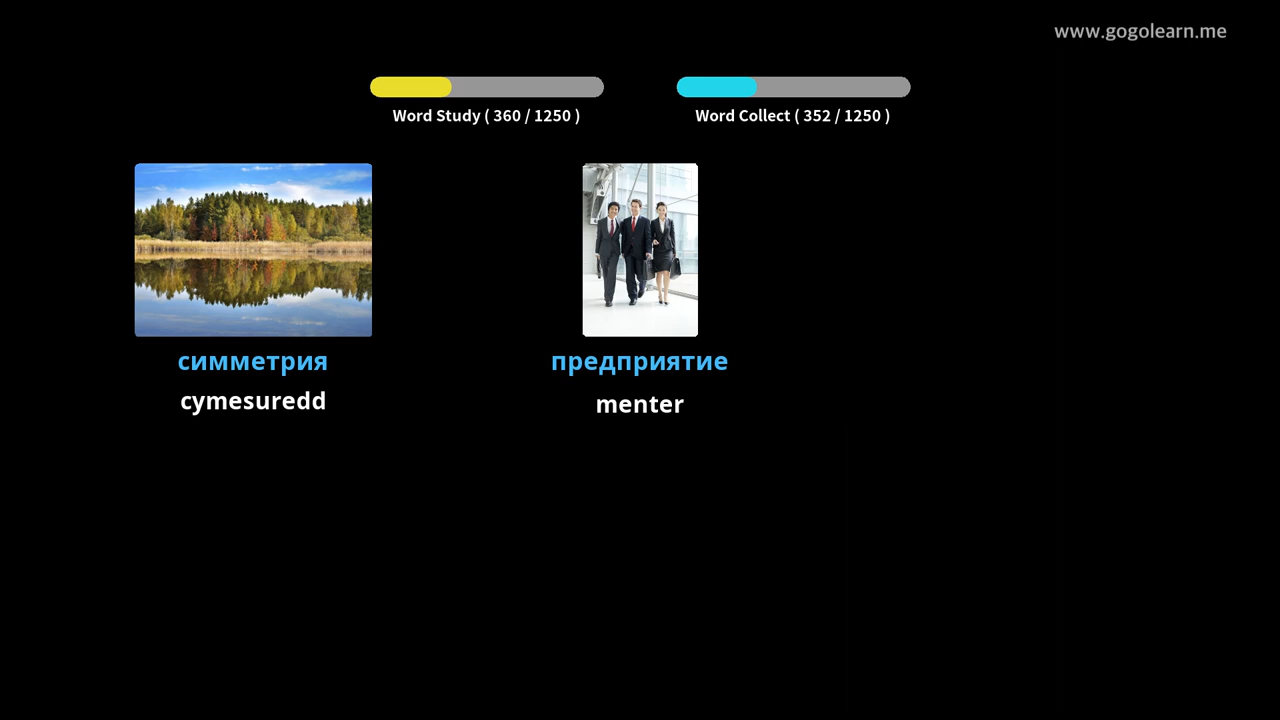 www.gogolearn.me
Word Study ( 360 / 1250 )
Word Collect ( 352 / 1250 )
симметрия
cymesuredd
предприятие
menter